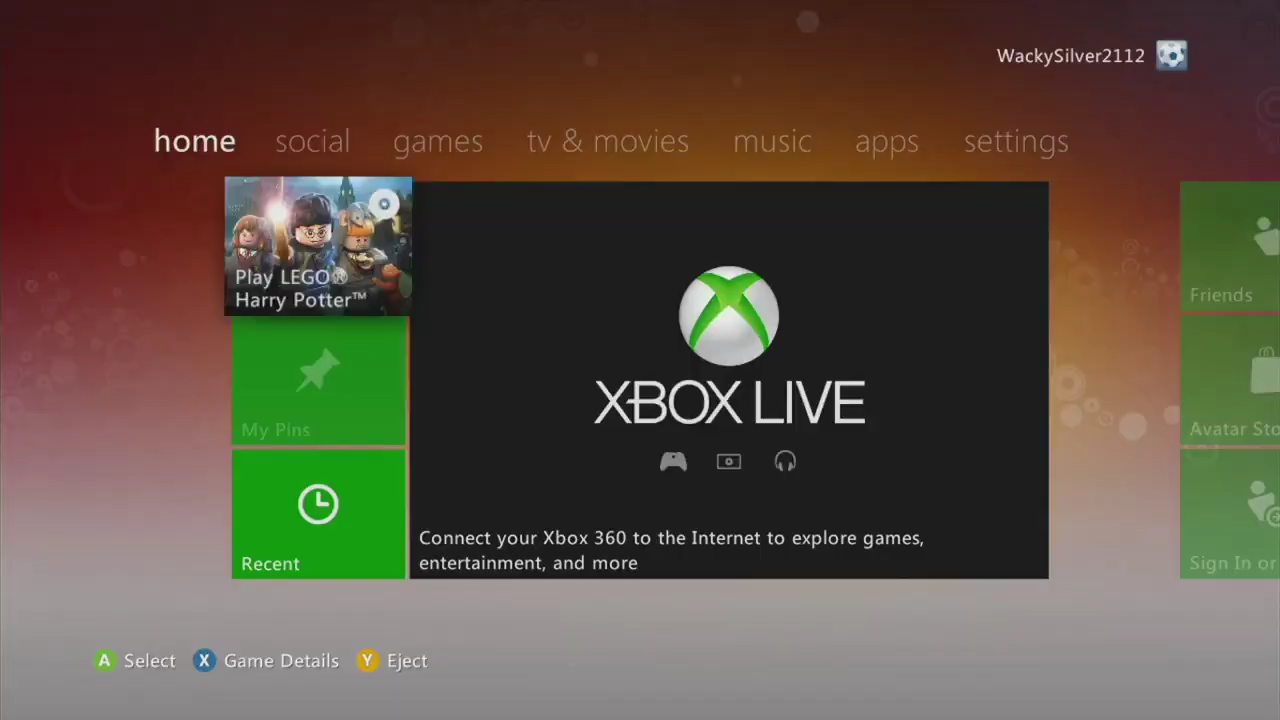 WackySilver2112
home social games tv & movies music apps settings
Play LEGO®
Harry Potter™
My Pins
Recent
XBOX LIVE
Connect your Xbox 360 to the Internet to explore games,
entertainment, and more
Friends
Avatar Sto
Sign In or
A Select X Game Details Y Eject